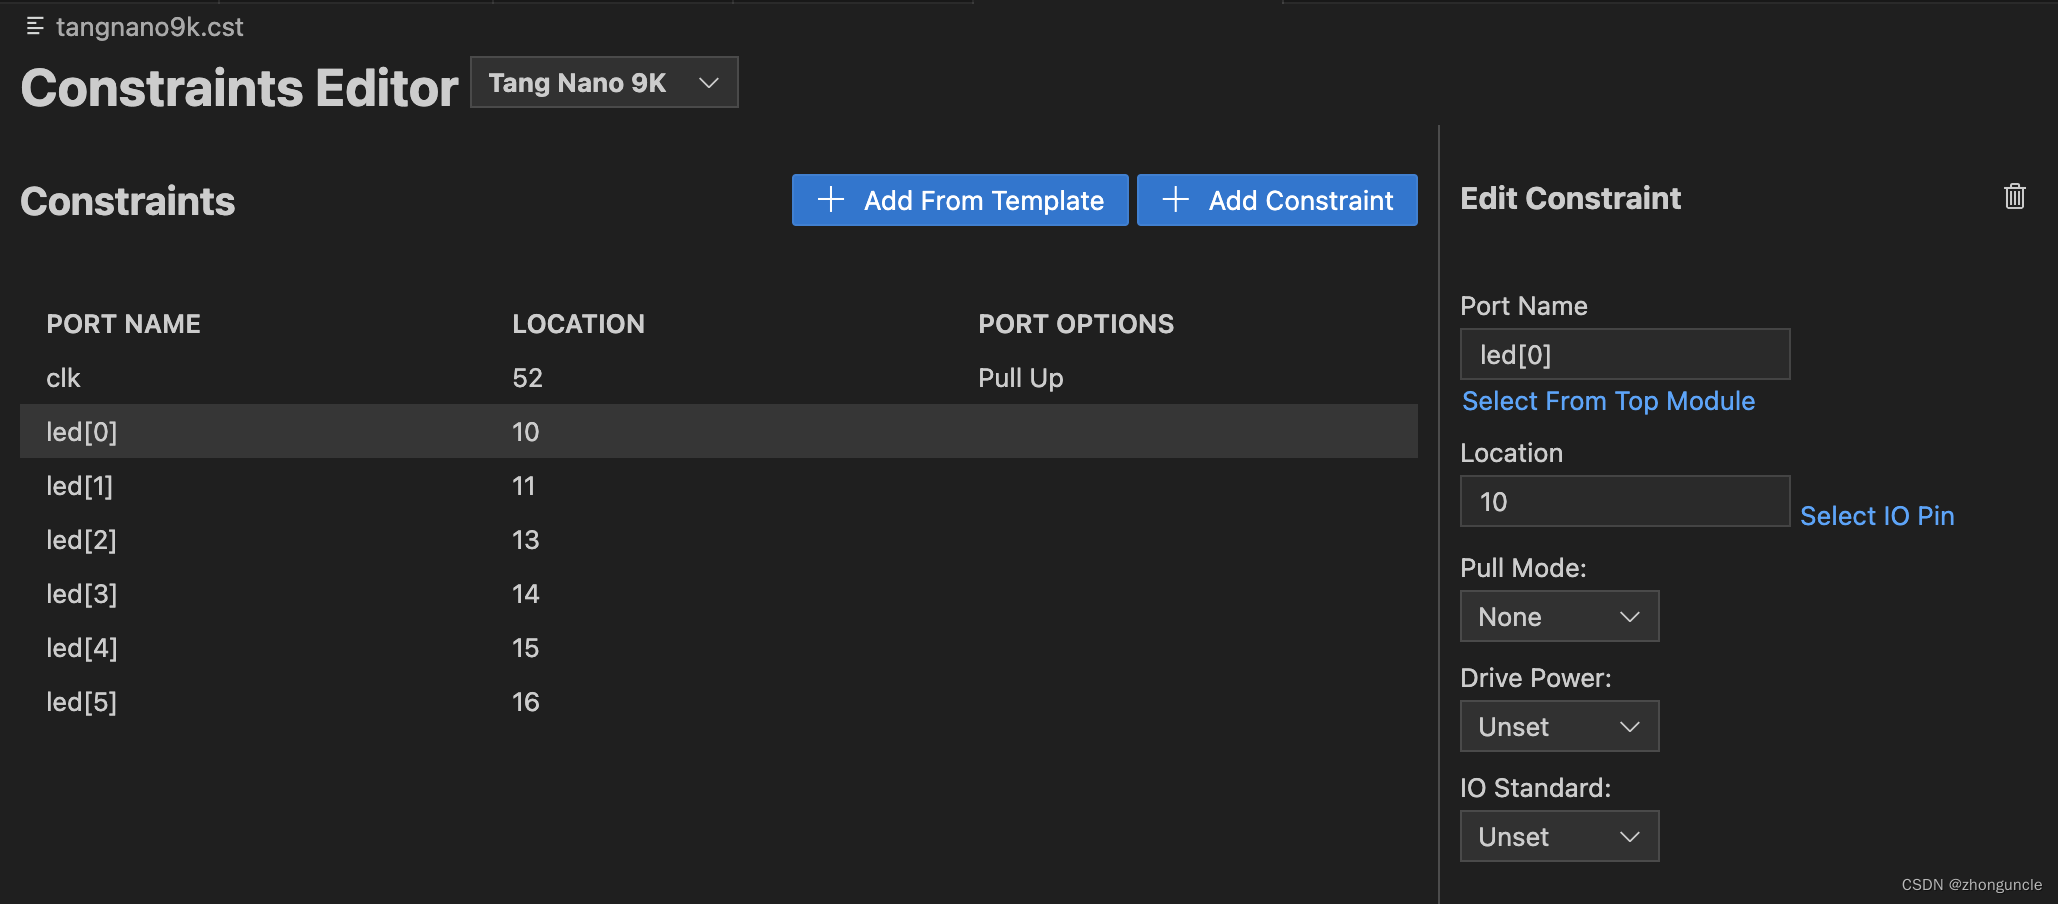 tangnano9k.cst
Constraints Editor Tang Nano 9K
Constraints
Add From Template
Add Constraint
PORT NAME LOCATION PORT OPTIONS
clk 52 Pull Up
led[0] 10
led[1] 11
led[2] 13
led[3] 14
led[4] 15
led[5] 16
Edit Constraint
Port Name
led[0]
Select From Top Module
Location
10
Select IO Pin
Pull Mode:
None
Drive Power:
Unset
IO Standard:
Unset
CSDN @zhonguncle